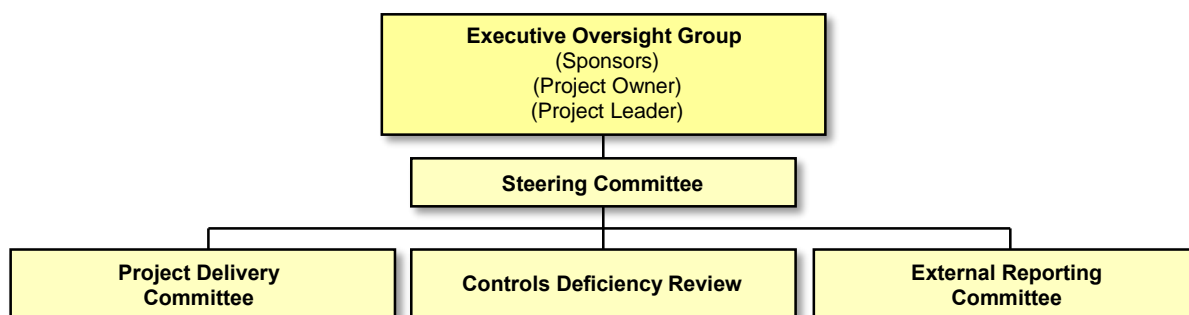 Executive Oversight Group
(Sponsors)
(Project Owner)
(Project Leader)
Steering Committee
Project Delivery
Committee
Controls Deficiency Review
External Reporting
Committee